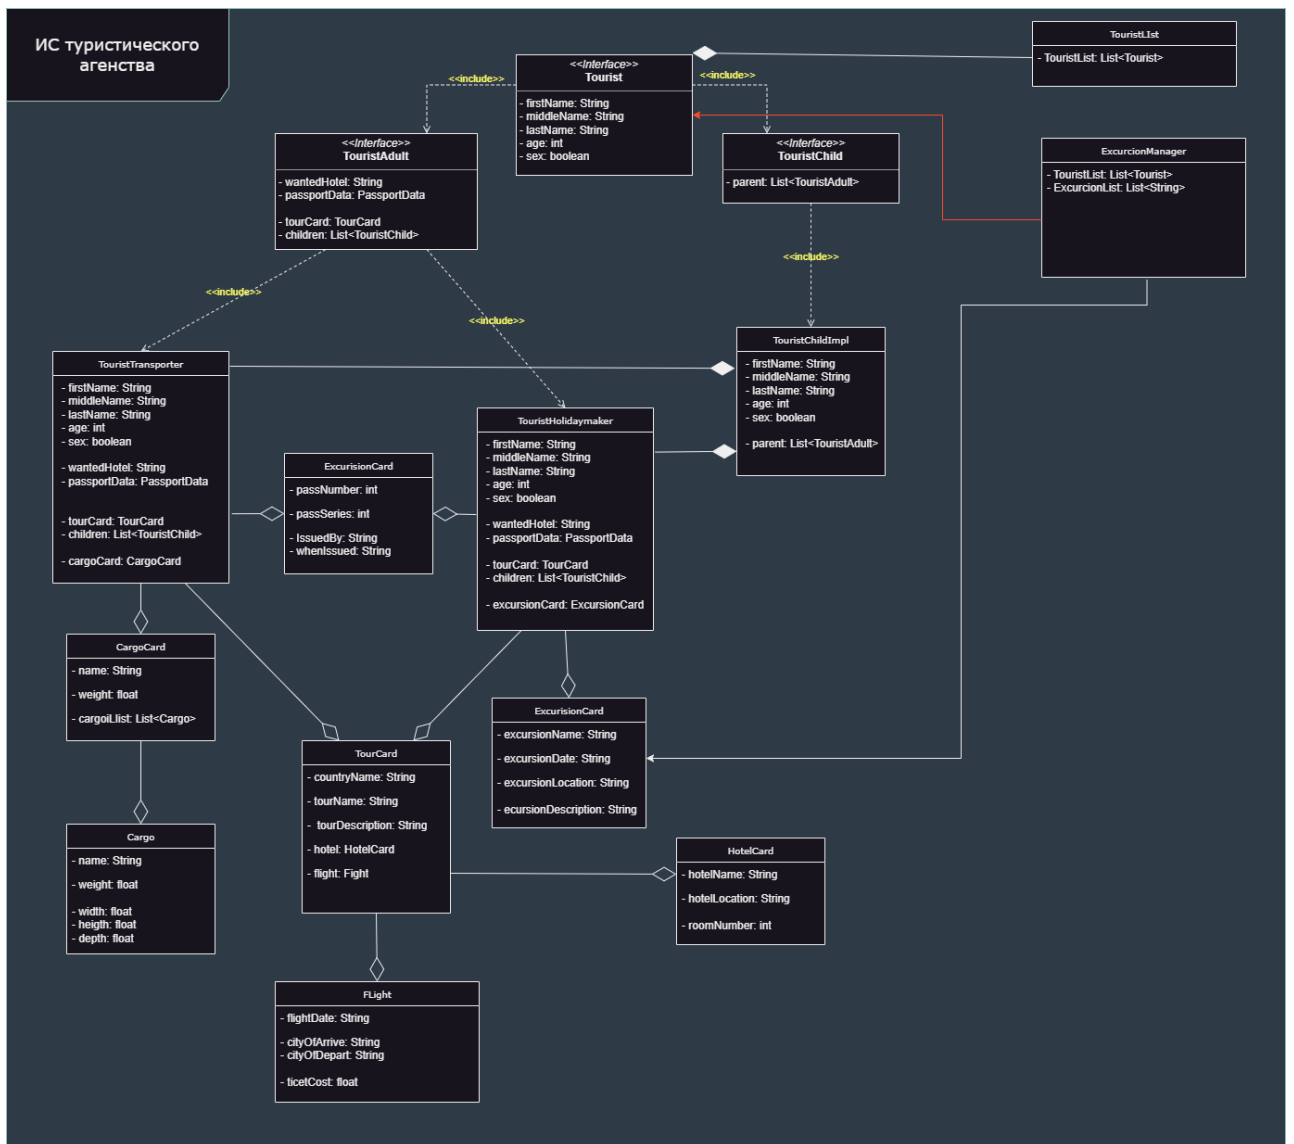 ИС туристического
агенства
TouristLIst
- TouristList: List<Tourist>
<<Interface>>
Tourist
- firstName: String
- middleName: String
- lastName: String
- age: int
- sex: boolean
<<include>>
<<include>>
<<Interface>>
TouristAdult
- wantedHotel: String
- passportData: PassportData
- tourCard: TourCard
- children: List<TouristChild>
<<Interface>>
TouristChild
- parent: List<TouristAdult>
ExcurcionManager
- TouristList: List<Tourist>
- ExcurcionList: List<String>
<<include>>
<<include>>
<<include>>
TouristTransporter
- firstName: String
- middleName: String
- lastName: String
- age: int
- sex: boolean
- wantedHotel: String
- passportData: PassportData
- tourCard: TourCard
- children: List<TouristChild>
- cargoCard: CargoCard
TouristChildImpl
- firstName: String
- middleName: String
- lastName: String
- age: int
- sex: boolean
- parent: List<TouristAdult>
TouristHolidaymaker
- firstName: String
- middleName: String
- lastName: String
- age: int
- sex: boolean
- wantedHotel: String
- passportData: PassportData
- tourCard: TourCard
- children: List<TouristChild>
- excursionCard: ExcursionCard
ExcurisionCard
- passNumber: int
- passSeries: int
- IssuedBy: String
- whenIssued: String
CargoCard
- name: String
- weight: float
- cargoiLlist: List<Cargo>
ExcurisionCard
- excursionName: String
- excursionDate: String
- excursionLocation: String
- ecursionDescription: String
TourCard
- countryName: String
- tourName: String
- tourDescription: String
- hotel: HotelCard
- flight: Fight
Cargo
- name: String
- weight: float
- width: float
- heigth: float
- depth: float
HotelCard
- hotelName: String
- hotelLocation: String
- roomNumber: int
FLight
- flightDate: String
- cityOfArrive: String
- cityOfDepart: String
- ticetCost: float